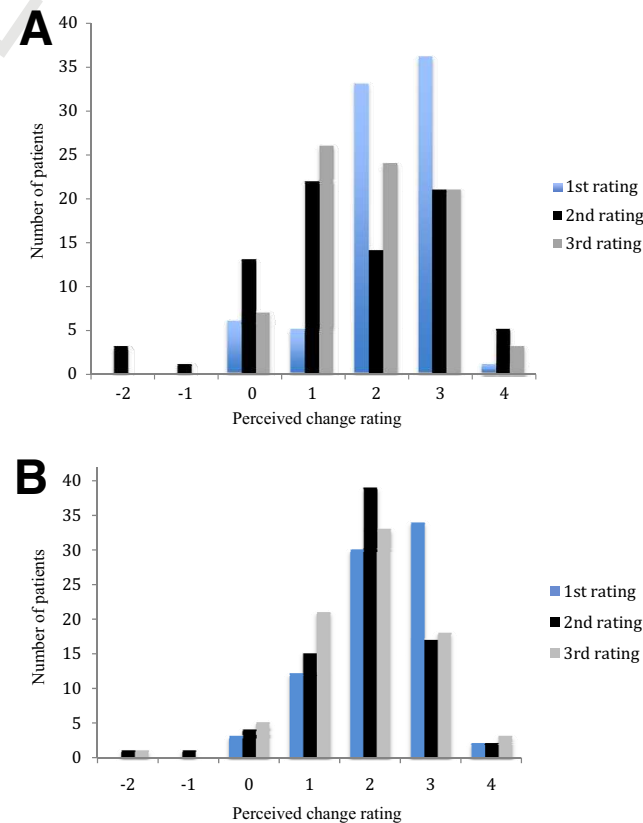 A
40
35
30
25
20
15
10
5
0
Number of patients
-2 -1 0 1 2 3 4
Perceived change rating
1st rating
2nd rating
3rd rating
B
40
35
30
25
20
15
10
5
0
Number of patients
-2 -1 0 1 2 3 4
Perceived change rating
1st rating
2nd rating
3rd rating